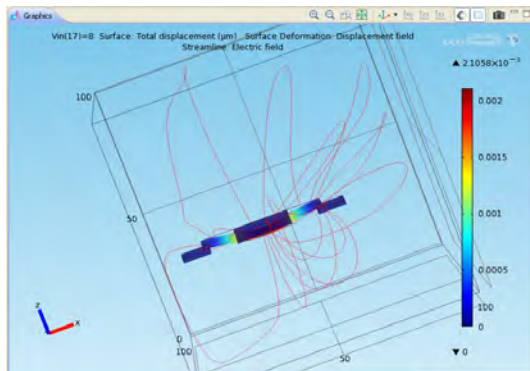 Graphics
Vin(17)=8 Surface: Total displacement (µm) Surface Deformation: Displacement field
Streamline: Electric field
▲ 2.1058×10⁻³
100
0.002
0.0015
50
0.001
0.0005
z
x
0
100
50
100
0
▼ 0